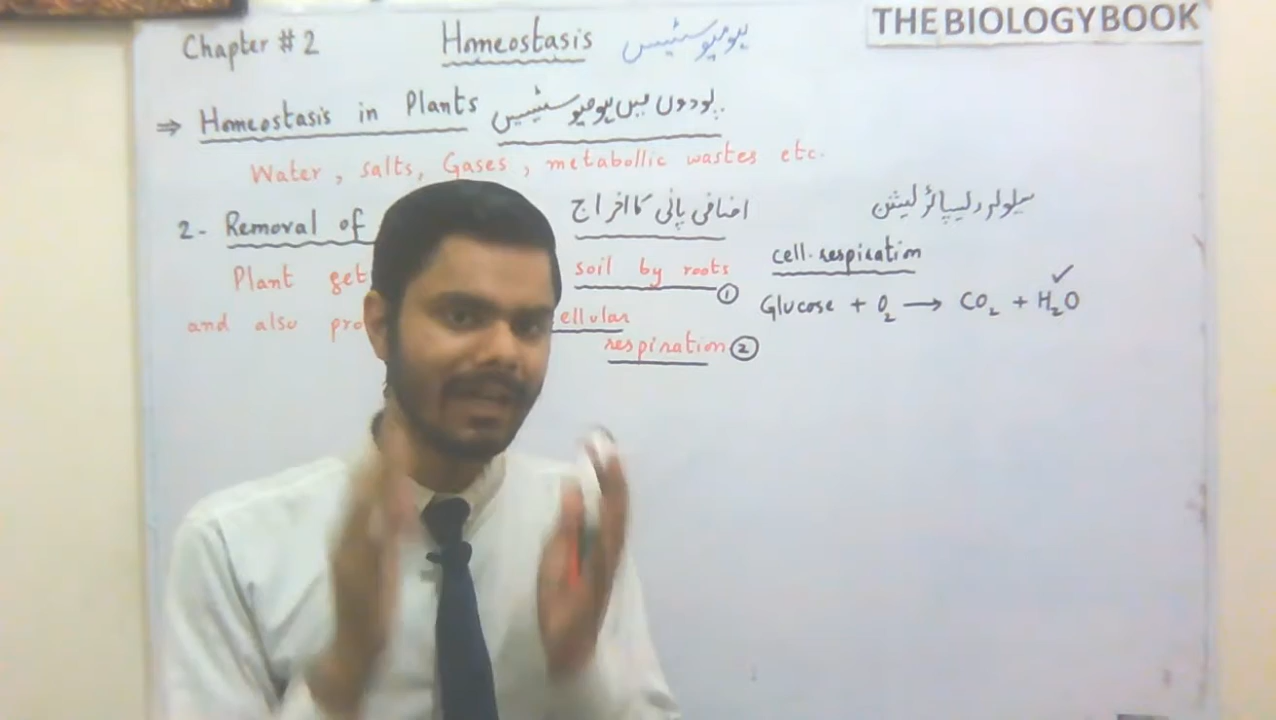 THE BIOLOGY BOOK
Chapter # 2 Homeostasis ہومیوسٹیسس
⇒ Homeostasis in Plants پودوں میں ہومیوسٹیسس
Water, salts, Gases, metabollic wastes etc.
2- Removal of اضافی پانی کا اخراج
سیلولر ریسپائریشن
cell. respiration
Plant get soil by roots ①
Glucose + O₂ → CO₂ + H₂O ✓
and also pro ellular
respiration ②